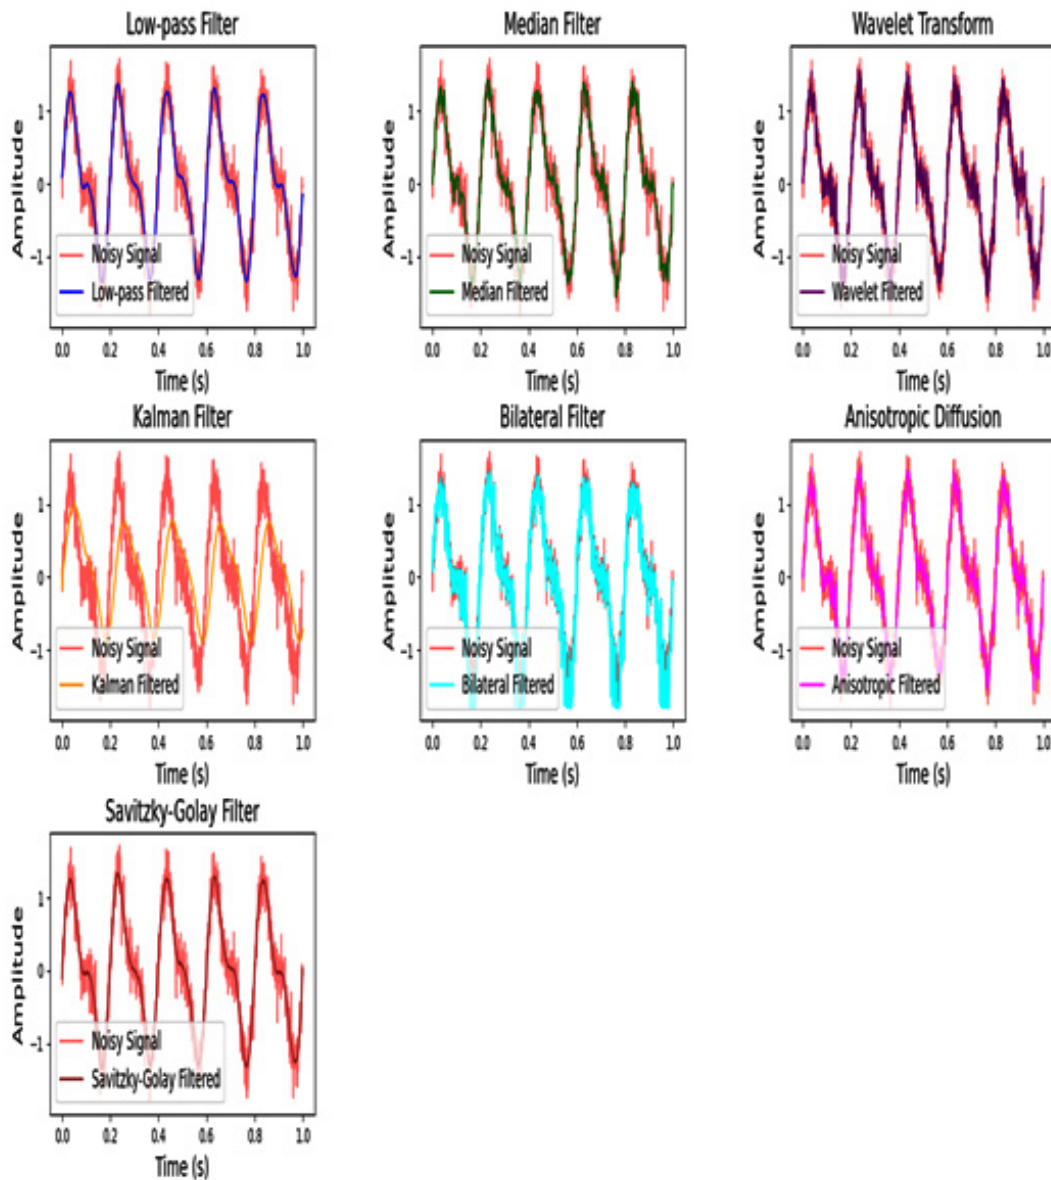 Low-pass Filter
Median Filter
Wavelet Transform
Amplitude
1
0
−1
Noisy Signal
Low-pass Filtered
0.0 0.2 0.4 0.6 0.8 1.0
Time (s)
Amplitude
1
0
−1
Noisy Signal
Median Filtered
0.0 0.2 0.4 0.6 0.8 1.0
Time (s)
Amplitude
1
0
−1
Noisy Signal
Wavelet Filtered
0.0 0.2 0.4 0.6 0.8 1.0
Time (s)
Kalman Filter
Bilateral Filter
Anisotropic Diffusion
Amplitude
1
0
−1
Noisy Signal
Kalman Filtered
0.0 0.2 0.4 0.6 0.8 1.0
Time (s)
Amplitude
1
0
−1
Noisy Signal
Bilateral Filtered
0.0 0.2 0.4 0.6 0.8 1.0
Time (s)
Amplitude
1
0
−1
Noisy Signal
Anisotropic Filtered
0.0 0.2 0.4 0.6 0.8 1.0
Time (s)
Savitzky-Golay Filter
Amplitude
1
0
−1
Noisy Signal
Savitzky-Golay Filtered
0.0 0.2 0.4 0.6 0.8 1.0
Time (s)